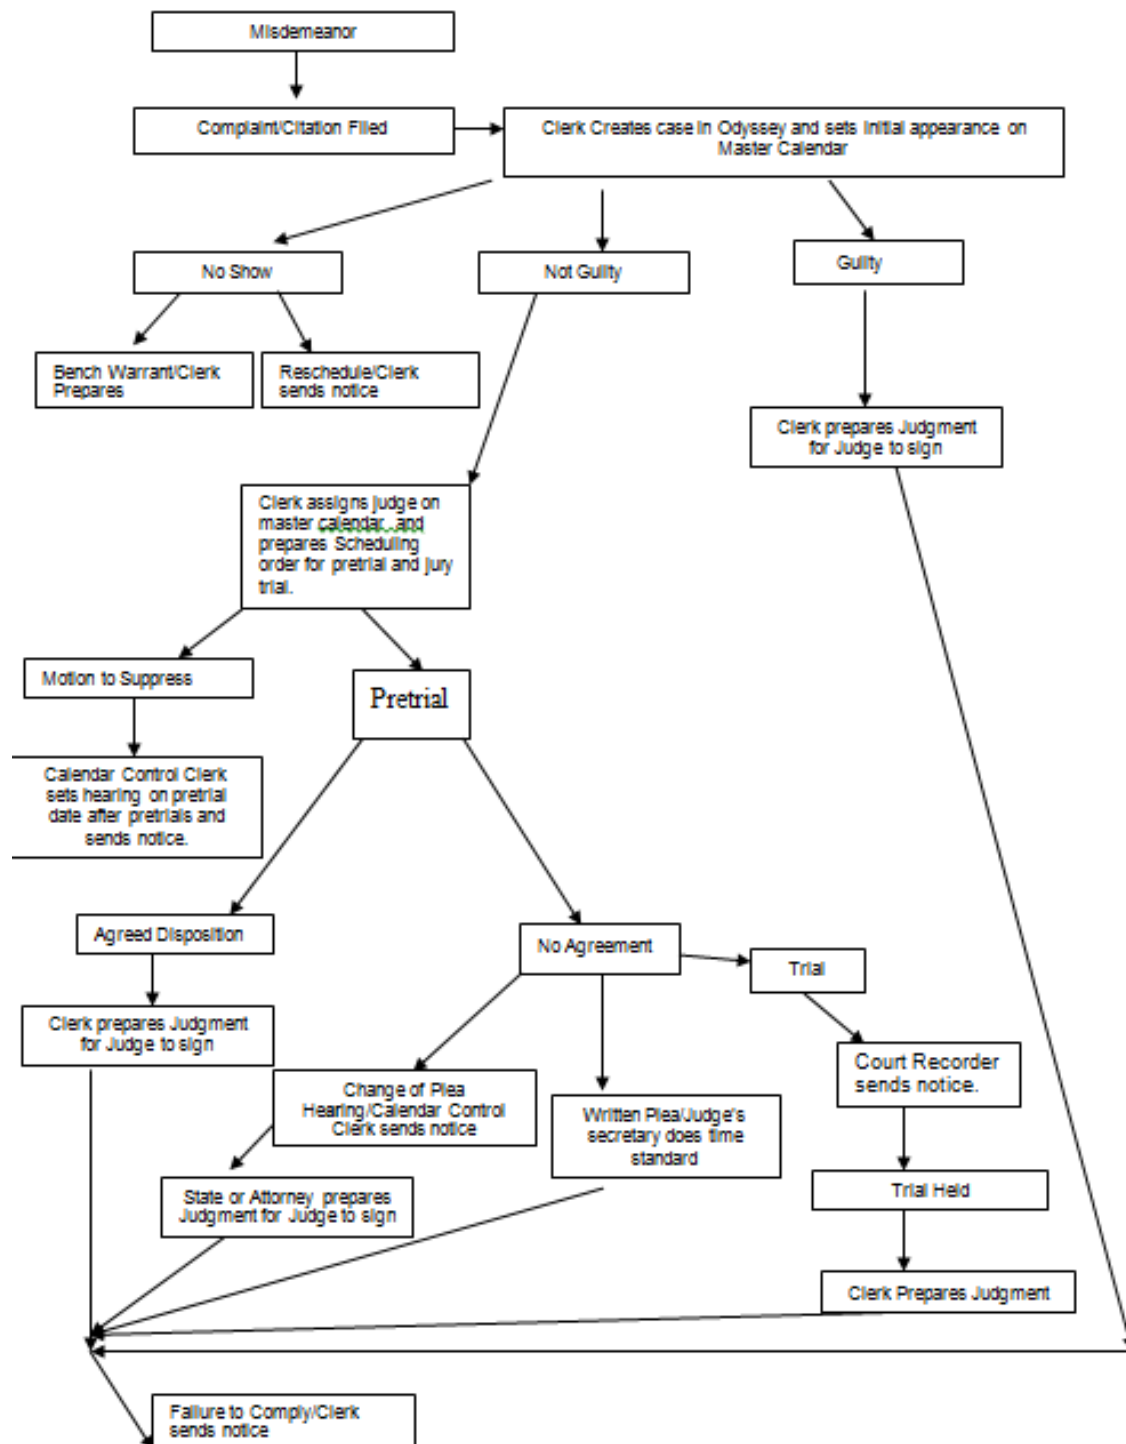 Misdemeanor
Complaint/Citation Filed
Clerk Creates case in Odyssey and sets initial appearance on
Master Calendar
No Show
Not Guilty
Guilty
Bench Warrant/Clerk
Prepares
Reschedule/Clerk
sends notice
Clerk prepares Judgment
for Judge to sign
Clerk assigns judge on
master calendar and
prepares Scheduling
order for pretrial and jury
trial.
Motion to Suppress
Pretrial
Calendar Control Clerk
sets hearing on pretrial
date after pretrials and
sends notice.
Agreed Disposition
No Agreement
Trial
Clerk prepares Judgment
for Judge to sign
Court Recorder
sends notice.
Change of Plea
Hearing/Calendar Control
Clerk sends notice
Written Plea/Judge's
secretary does time
standard
State or Attorney prepares
Judgment for Judge to sign
Trial Held
Clerk Prepares Judgment
Failure to Comply/Clerk
sends notice